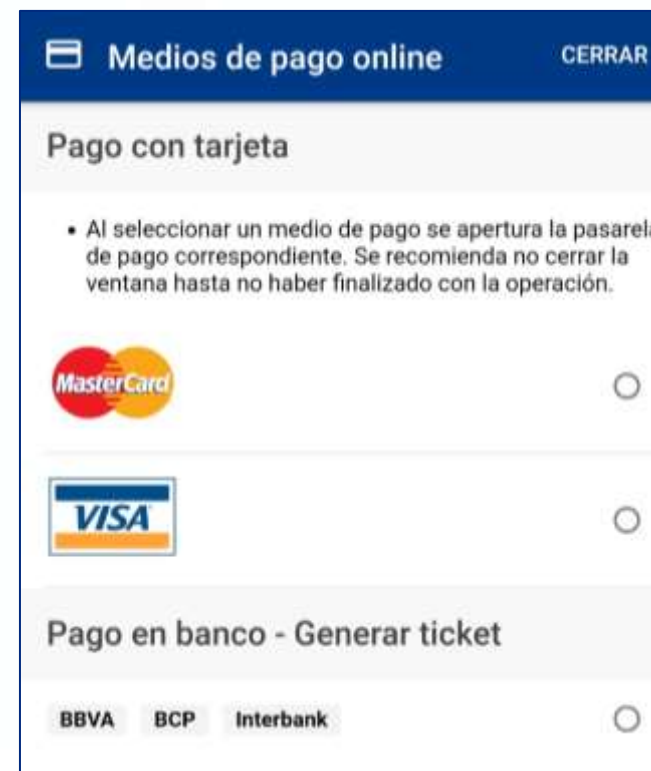 Medios de pago online CERRAR
Pago con tarjeta
• Al seleccionar un medio de pago se apertura la pasarela
de pago correspondiente. Se recomienda no cerrar la
ventana hasta no haber finalizado con la operación.
MasterCard
VISA
Pago en banco - Generar ticket
BBVA BCP Interbank